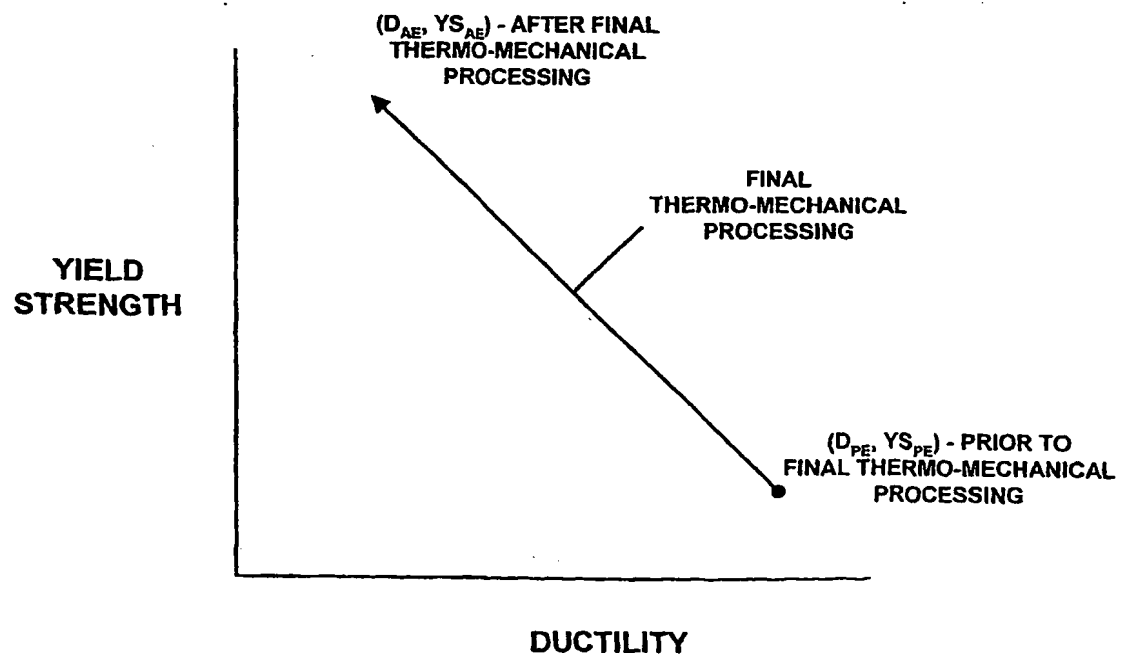 (D_AE, YS_AE) - AFTER FINAL
THERMO-MECHANICAL
PROCESSING
FINAL
THERMO-MECHANICAL
PROCESSING
YIELD
STRENGTH
(D_PE, YS_PE) - PRIOR TO
FINAL THERMO-MECHANICAL
PROCESSING
DUCTILITY